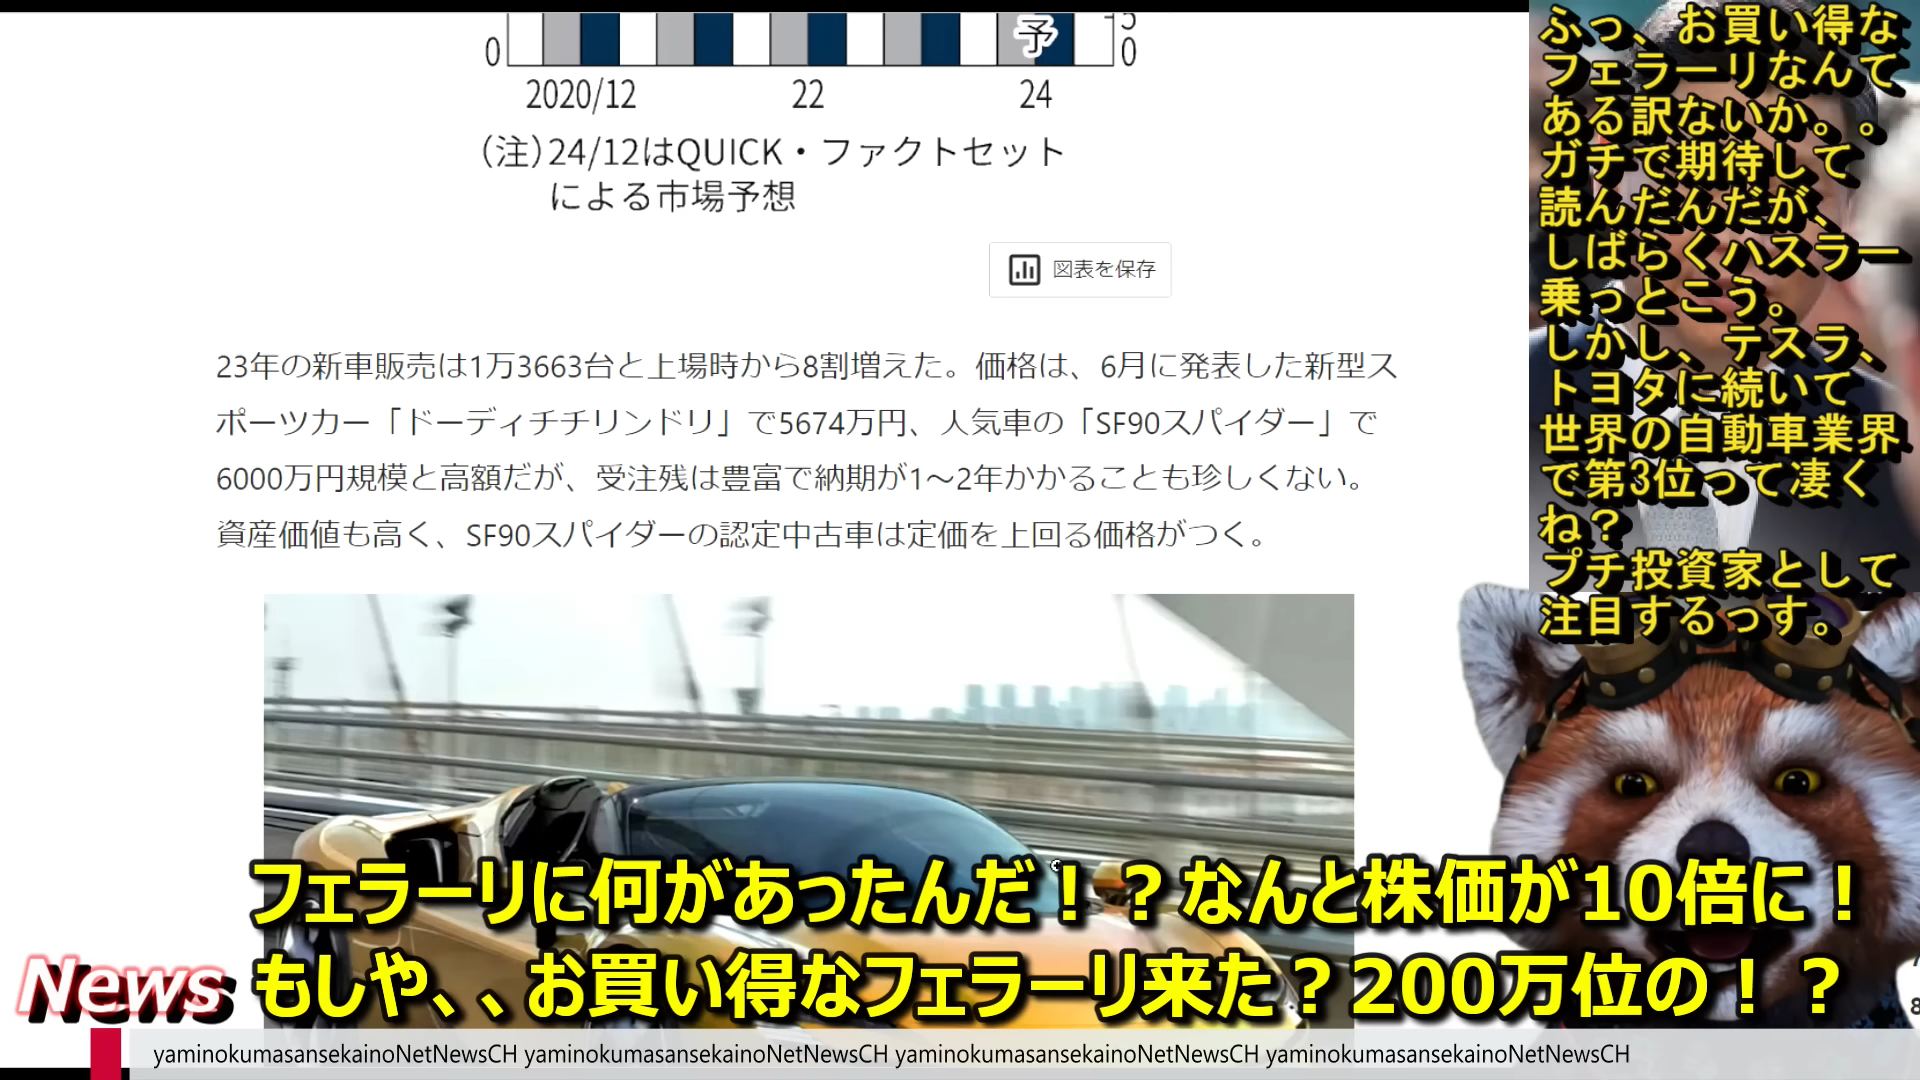 0
予
5
0
2020/12
22
24
(注)24/12はQUICK・ファクトセット
による市場予想
図表を保存
23年の新車販売は1万3663台と上場時から8割増えた。価格は、6月に発表した新型ス
ポーツカー「ドーディチチリンドリ」で5674万円、人気車の「SF90スパイダー」で
6000万円規模と高額だが、受注残は豊富で納期が1～2年かかることも珍しくない。
資産価値も高く、SF90スパイダーの認定中古車は定価を上回る価格がつく。
ふっ、お買い得な
フェラーリなんて
ある訳ないか。。
ガチで期待して
読んだんだが、
しばらくハスラー
乗っとこう。
しかし、テスラ、
トヨタに続いて
世界の自動車業界
で第3位って凄く
ね？
プチ投資家として
注目するっす。
フェラーリに何があったんだ！？なんと株価が10倍に！
もしや、、お買い得なフェラーリ来た？200万位の！？
News
yaminokumasansekainoNetNewsCH yaminokumasansekainoNetNewsCH yaminokumasansekainoNetNewsCH yaminokumasansekainoNetNewsCH